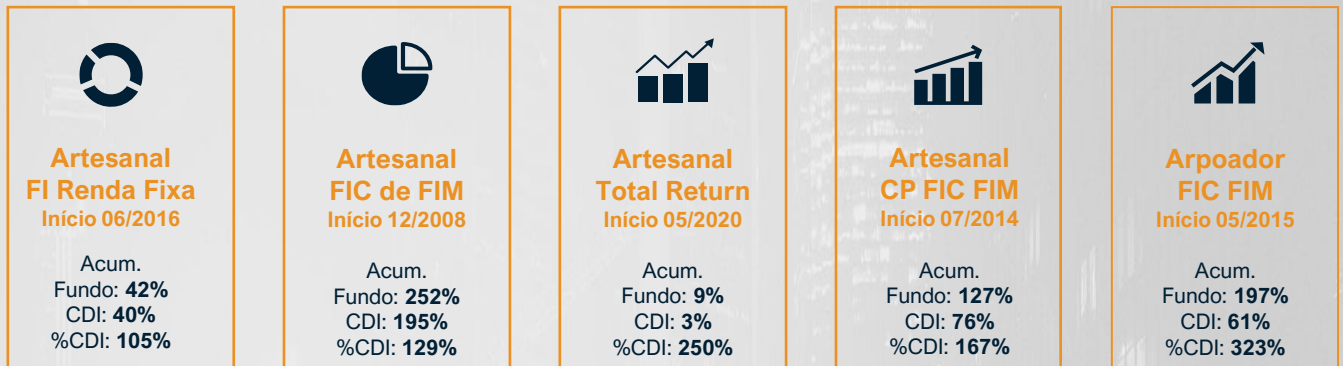 Artesanal
FI Renda Fixa
Início 06/2016
Acum.
Fundo: 42%
CDI: 40%
%CDI: 105%
Artesanal
FIC de FIM
Início 12/2008
Acum.
Fundo: 252%
CDI: 195%
%CDI: 129%
Artesanal
Total Return
Início 05/2020
Acum.
Fundo: 9%
CDI: 3%
%CDI: 250%
Artesanal
CP FIC FIM
Início 07/2014
Acum.
Fundo: 127%
CDI: 76%
%CDI: 167%
Arpoador
FIC FIM
Início 05/2015
Acum.
Fundo: 197%
CDI: 61%
%CDI: 323%